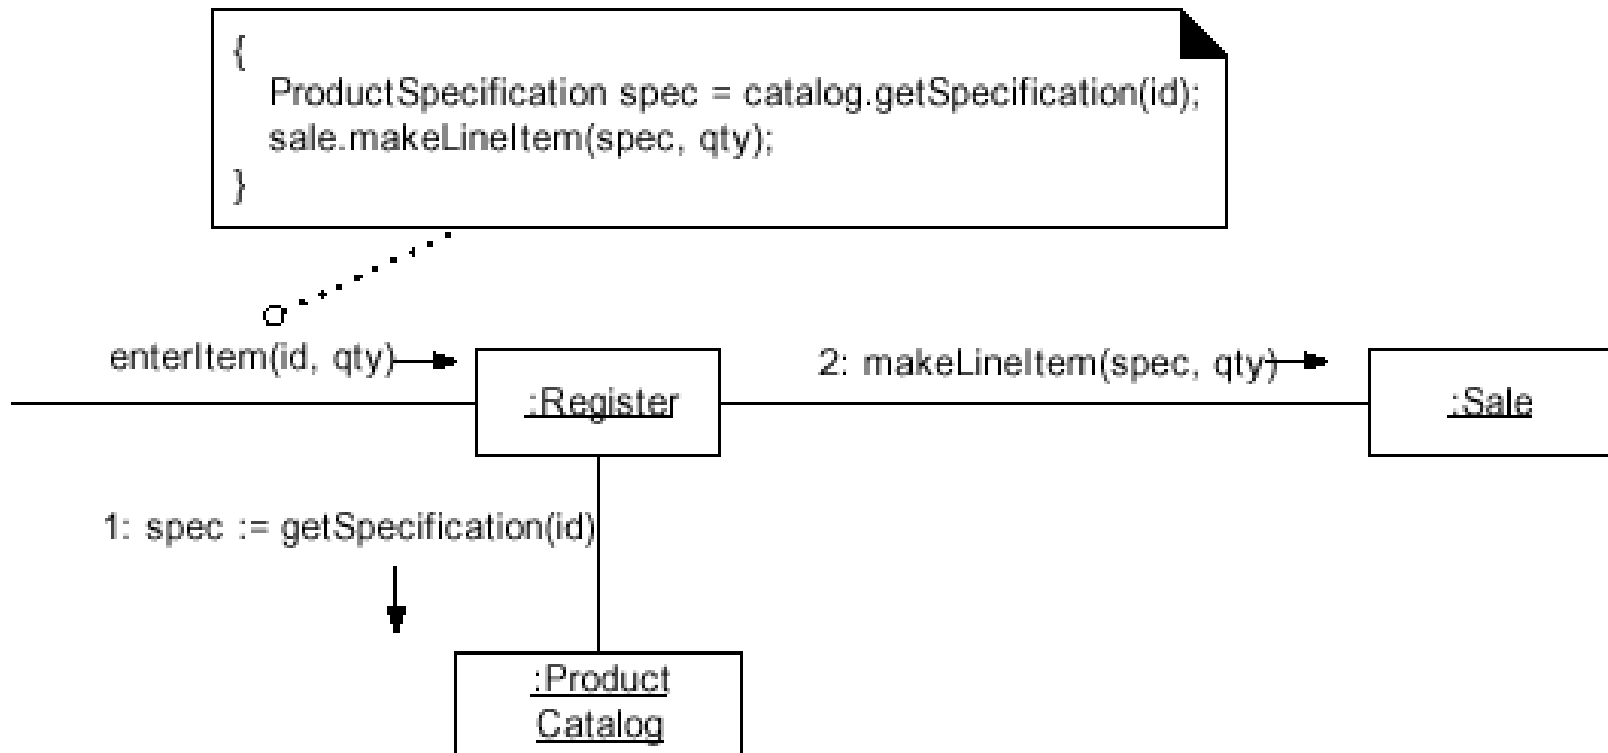 {
ProductSpecification spec = catalog.getSpecification(id);
sale.makeLineItem(spec, qty);
}
enterItem(id, qty)
2: makeLineItem(spec, qty)
:Register
:Sale
1: spec := getSpecification(id)
:Product
Catalog